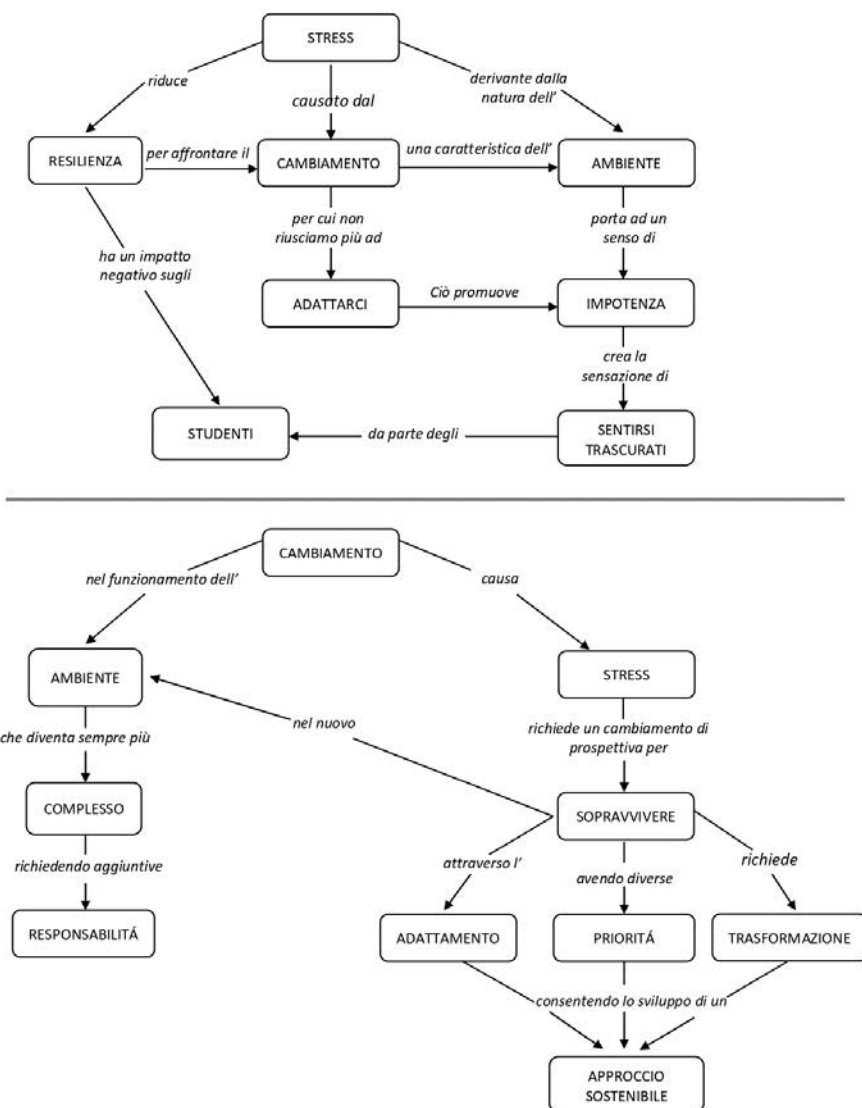 STRESS
riduce
causato dal
derivante dalla
natura dell'
RESILIENZA
per affrontare il
CAMBIAMENTO
una caratteristica dell'
AMBIENTE
per cui non
riusciamo più ad
porta ad un
senso di
ha un impatto
negativo sugli
ADATTARCI
Ciò promuove
IMPOTENZA
crea la
sensazione di
STUDENTI
da parte degli
SENTIRSI
TRASCURATI
CAMBIAMENTO
nel funzionamento dell'
causa
AMBIENTE
STRESS
nel nuovo
che diventa sempre più
richiede un cambiamento di
prospettiva per
COMPLESSO
SOPRAVVIVERE
richiedendo aggiuntive
attraverso l'
avendo diverse
richiede
RESPONSABILITÁ
ADATTAMENTO
PRIORITÁ
TRASFORMAZIONE
consentendo lo sviluppo di un
APPROCCIO
SOSTENIBILE